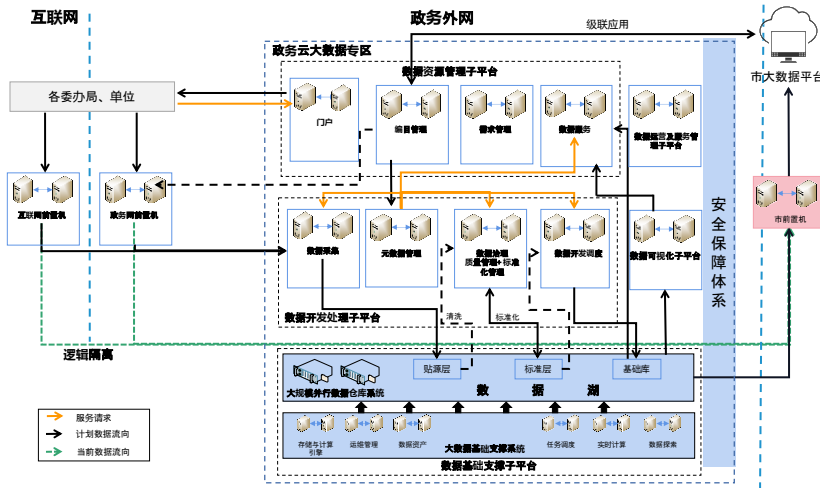 互联网
政务外网
级联应用
政务云大数据专区
市大数据平台
数据资源管理子平台
各委办局、单位
门户
编目管理
需求管理
数据服务
数据运营及服务管
理子平台
安全保障体系
互联网前置机
政务网前置机
市前置机
数据采集
元数据管理
数据治理
质量管理+标准
化管理
数据开发调度
数据可视化子平台
数据开发处理子平台
清洗
标准化
逻辑隔离
贴源层
标准层
基础库
大规模并行数据仓库系统
数据湖
服务请求
计划数据流向
当前数据流向
存储与计算
引擎
运维管理
数据资产
大数据基础支撑系统
任务调度
实时计算
数据探索
数据基础支撑子平台